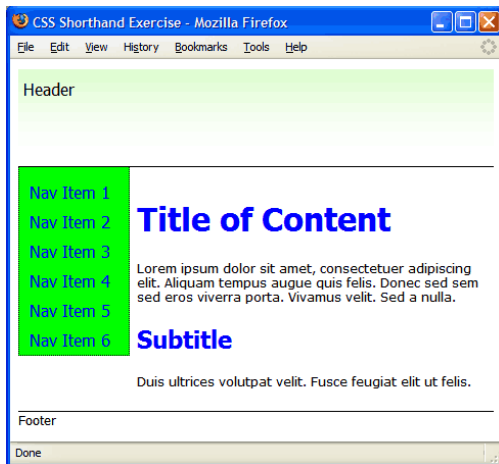 CSS Shorthand Exercise - Mozilla Firefox
File Edit View History Bookmarks Tools Help
Header
Nav Item 1
Nav Item 2
Nav Item 3
Nav Item 4
Nav Item 5
Nav Item 6
Title of Content
Lorem ipsum dolor sit amet, consectetuer adipiscing
elit. Aliquam tempus augue quis felis. Donec sed sem
sed eros viverra porta. Vivamus velit. Sed a nulla.
Subtitle
Duis ultrices volutpat velit. Fusce feugiat elit ut felis.
Footer
Done